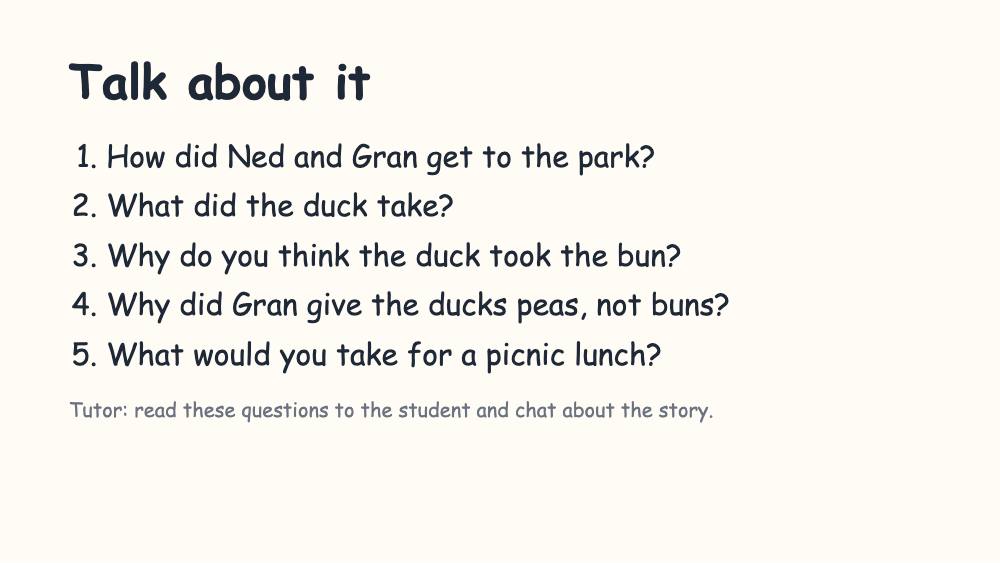 Talk about it
1. How did Ned and Gran get to the park?
2. What did the duck take?
3. Why do you think the duck took the bun?
4. Why did Gran give the ducks peas, not buns?
5. What would you take for a picnic lunch?
Tutor: read these questions to the student and chat about the story.